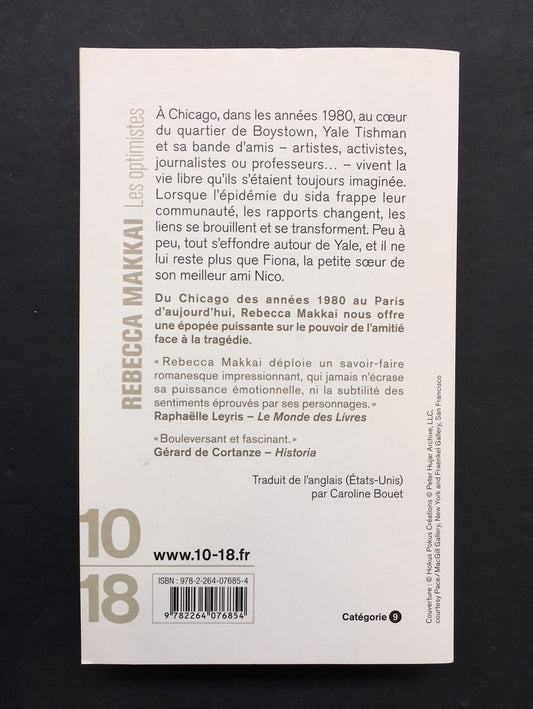 REBECCA MAKKAI Les optimistes
À Chicago, dans les années 1980, au cœur
du quartier de Boystown, Yale Tishman
et sa bande d'amis – artistes, activistes,
journalistes ou professeurs… – vivent la
vie libre qu'ils s'étaient toujours imaginée.
Lorsque l'épidémie du sida frappe leur
communauté, les rapports changent, les
liens se brouillent et se transforment. Peu à
peu, tout s'effondre autour de Yale, et il ne
lui reste plus que Fiona, la petite sœur de
son meilleur ami Nico.
Du Chicago des années 1980 au Paris
d'aujourd'hui, Rebecca Makkai nous offre
une épopée puissante sur le pouvoir de l'amitié
face à la tragédie.
« Rebecca Makkai déploie un savoir-faire
romanesque impressionnant, qui jamais n'écrase
sa puissance émotionnelle, ni la subtilité des
sentiments éprouvés par ses personnages. »
Raphaëlle Leyris – Le Monde des Livres
« Bouleversant et fascinant. »
Gérard de Cortanze – Historia
Traduit de l'anglais (États-Unis)
par Caroline Bouet
10
18
www.10-18.fr
ISBN : 978-2-264-07685-4
9 782264 076854
Catégorie 9
Couverture : © Hokus Pokus Créations © Peter Hujar Archive, LLC,
courtesy Pace / MacGill Gallery, New York and Fraenkel Gallery, San Francisco